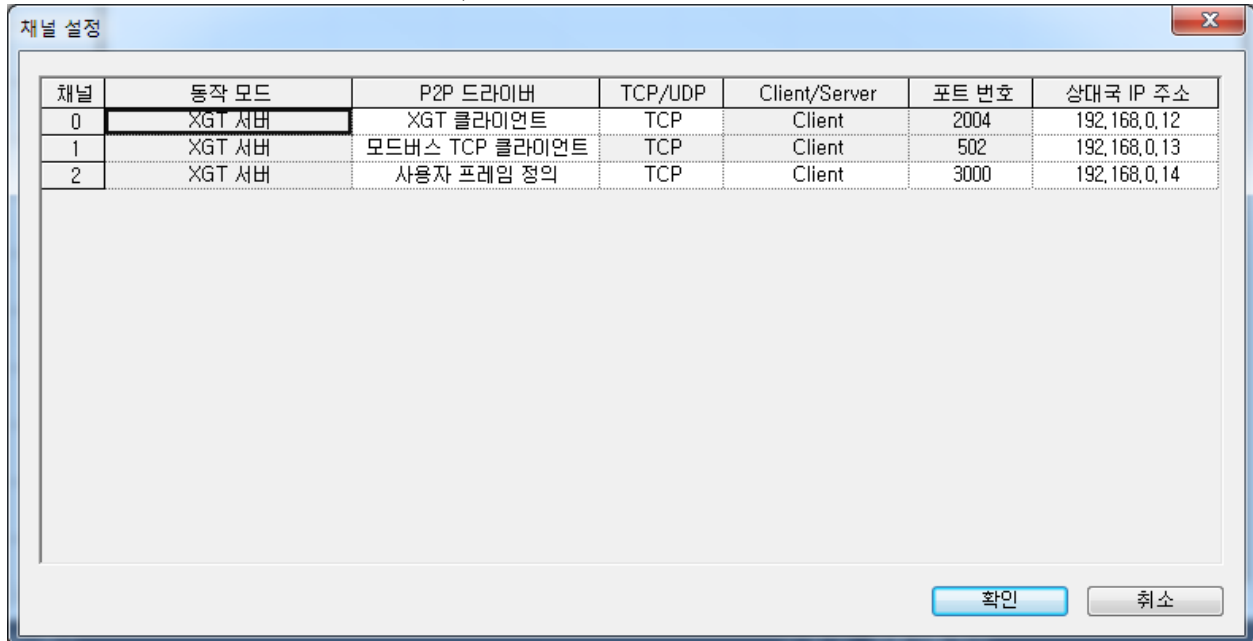 채널 설정
채널 동작 모드 P2P 드라이버 TCP/UDP Client/Server 포트 번호 상대국 IP 주소
0 XGT 서버 XGT 클라이언트 TCP Client 2004 192,168,0,12
1 XGT 서버 모드버스 TCP 클라이언트 TCP Client 502 192,168,0,13
2 XGT 서버 사용자 프레임 정의 TCP Client 3000 192,168,0,14
확인 취소